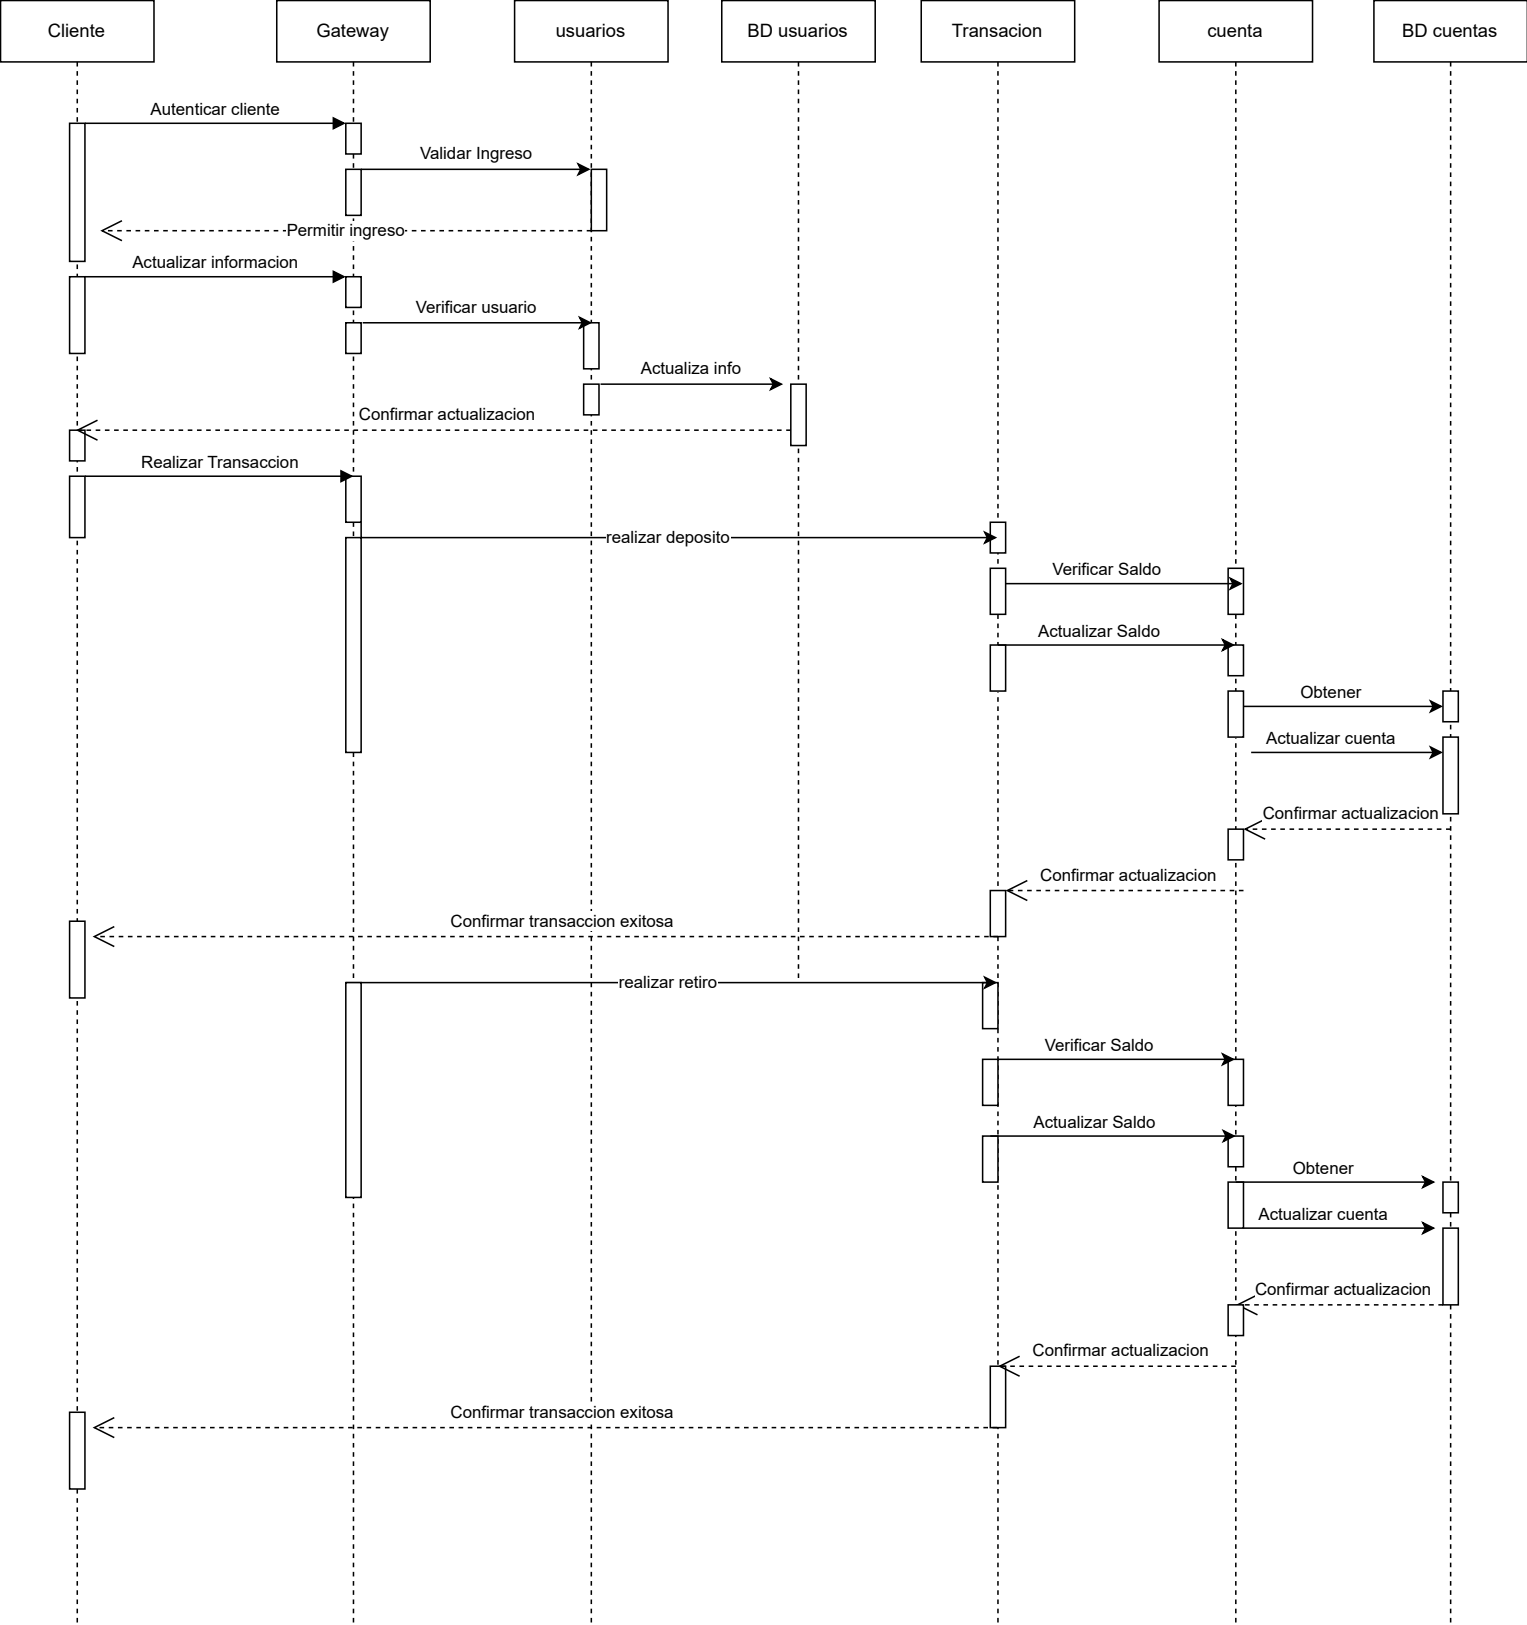 Cliente
Gateway
usuarios
BD usuarios
Transacion
cuenta
BD cuentas
Autenticar cliente
Validar Ingreso
Permitir ingreso
Actualizar informacion
Verificar usuario
Actualiza info
Confirmar actualizacion
Realizar Transaccion
realizar deposito
Verificar Saldo
Actualizar Saldo
Obtener
Actualizar cuenta
Confirmar actualizacion
Confirmar actualizacion
Confirmar transaccion exitosa
realizar retiro
Verificar Saldo
Actualizar Saldo
Obtener
Actualizar cuenta
Confirmar actualizacion
Confirmar actualizacion
Confirmar transaccion exitosa